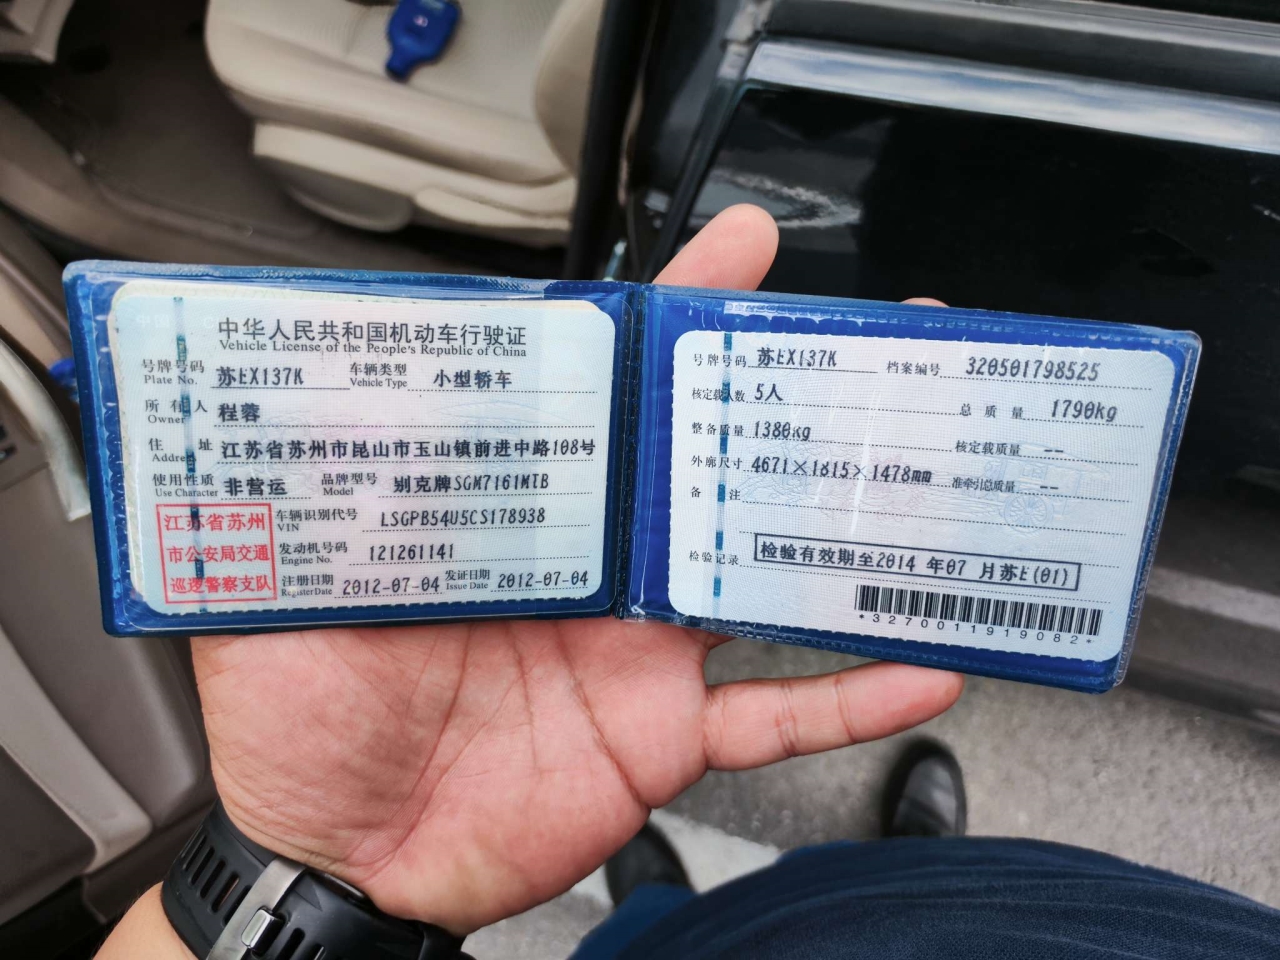 中华人民共和国机动车行驶证
Vehicle License of the People's Republic of China
号牌号码 苏EX137K 车辆类型 小型轿车
Plate No. Vehicle Type
所有人 程蓉
Owner
住址 江苏省苏州市昆山市玉山镇前进中路108号
Address
使用性质 非营运 品牌型号 别克牌SGM7161MTB
Use Character Model
江苏省苏州
市公安局交通
巡逻警察支队
车辆识别代号 LSGPB54U5CS178938
VIN
发动机号码 121261141
Engine No.
注册日期 2012-07-04 发证日期 2012-07-04
Register Date Issue Date
号牌号码 苏EX137K 档案编号 320501798525
核定载人数 5人 总质量 1790kg
整备质量 1380kg 核定载质量 --
外廓尺寸 4671×1815×1478mm 准牵引总质量 --
备注
检验记录 检验有效期至2014年07月苏E(01)
*3270011919082*